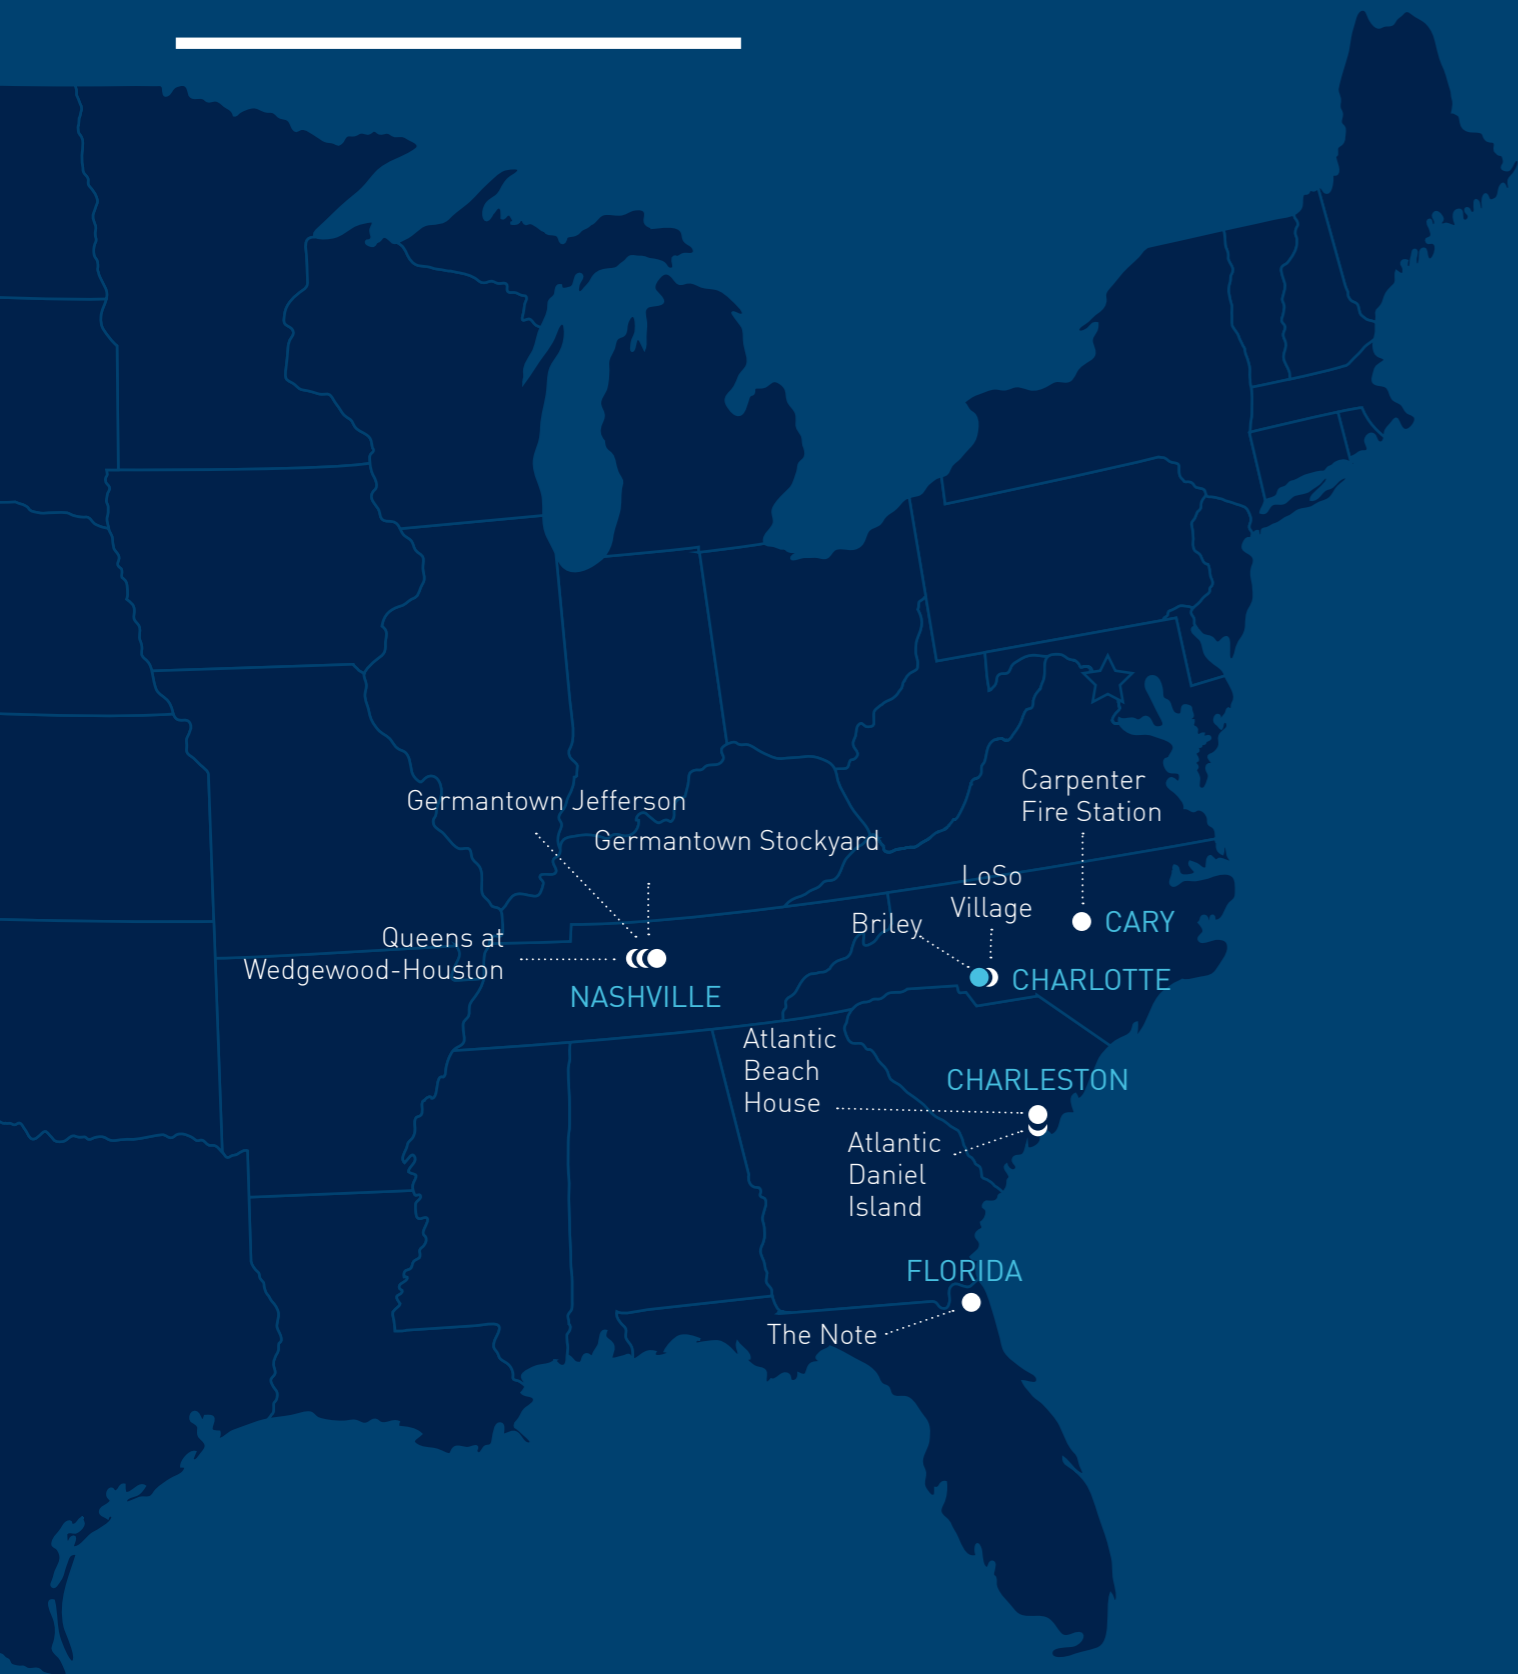 Germantown Jefferson
Germantown Stockyard
Queens at
Wedgewood-Houston
NASHVILLE
Carpenter
Fire Station
CARY
LoSo
Village
Briley
CHARLOTTE
Atlantic
Beach
House
CHARLESTON
Atlantic
Daniel
Island
FLORIDA
The Note